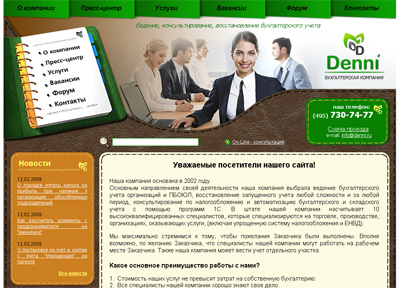 О компании
Пресс-центр
Услуги
Вакансии
Форум
Контакты
Ведение, консультирование, восстановление бухгалтерского учета
О компании
Пресс-центр
Услуги
Вакансии
Форум
Контакты
Denni
БУХГАЛТЕРСКАЯ КОМПАНИЯ
наш телефон:
(495) 730-74-77
Схема проезда
e-mail: info@denni.ru
On-Line - консультация
Новости
12.02.2009
О порядке уплаты налога на
прибыль при наличии у
организации обособленных
подразделений
12.02.2009
Как рассчитать алименты с
предпринимателя на
"вмененке"
12.02.2009
О постановке на учет и снятии
с учета "упрощенца" на
патенте
Все новости
Уважаемые посетители нашего сайта!
Наша компания основана в 2002 году.
Основным направлением своей деятельности наша компания выбрала ведение бухгалтерского
учета организаций и ПБОЮЛ, восстановление запущенного учета любой сложности и за любой
период, консультирование по налогообложению и автоматизацию бухгалтерского и складского
учета с помощью программ 1С. В штате нашей компании насчитывает 10
высококвалифицированных специалистов, которые специализируются на торговле, производстве,
организациях, оказывающих услуги, (включая упрощенную систему налогообложения и ЕНВД).
Мы максимально стремимся к тому, чтобы пожелания Заказчика были выполнены. Вполне
возможно, по желанию Заказчика, что специалисты нашей компании могут работать на рабочем
месте Заказчика. Также наша компания может вести учет отдельного участка.
Какое основное преимущество работы с нами?
1. Стоимость наших услуг не превысит затрат на собственную бухгалтерию.
2. Все специалисты нашей компании хорошо знают свое дело.